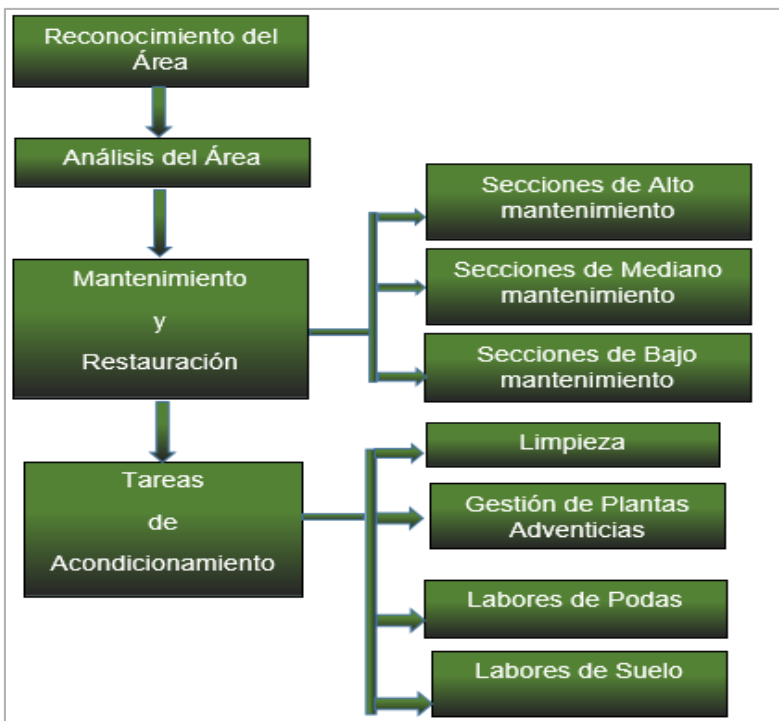 Reconocimiento del
Área
Análisis del Área
Mantenimiento
y
Restauración
Secciones de Alto
mantenimiento
Secciones de Mediano
mantenimiento
Secciones de Bajo
mantenimiento
Tareas
de
Acondicionamiento
Limpieza
Gestión de Plantas
Adventicias
Labores de Podas
Labores de Suelo